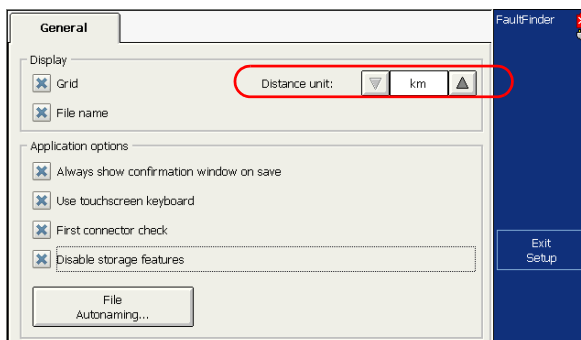 General
FaultFinder
Display
Grid
Distance unit:
km
File name
Application options
Always show confirmation window on save
Use touchscreen keyboard
First connector check
Disable storage features
Exit
Setup
File
Autonaming...